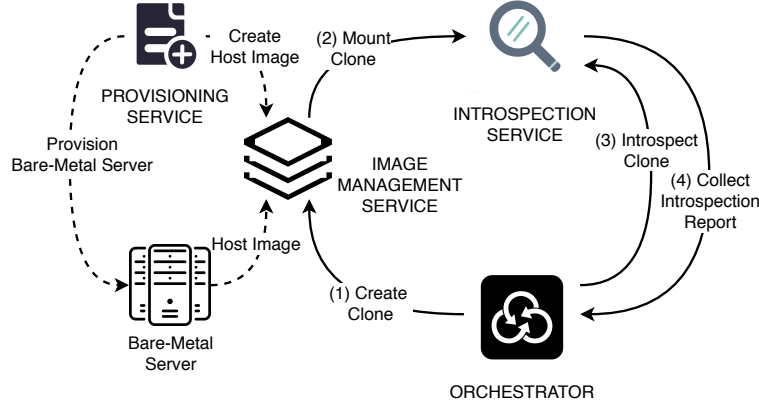 PROVISIONING
SERVICE
Create
Host Image
(2) Mount
Clone
INTROSPECTION
SERVICE
Provision
Bare-Metal Server
IMAGE
MANAGEMENT
SERVICE
(3) Introspect
Clone
(4) Collect
Introspection
Report
Host Image
(1) Create
Clone
Bare-Metal
Server
ORCHESTRATOR